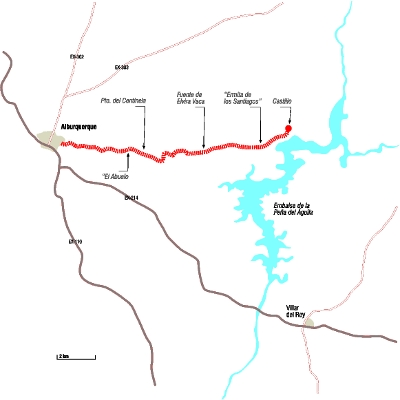 EX-302
EX-303
Pto. del Centinela
Fuente de
Elvira Vaca
"Ermita de
los Santiagos"
Castillo
Alburquerque
"El Abuelo
EX-214
Embalse de la
Peña del Águila
EX-110
Villar
del Rey
2 km